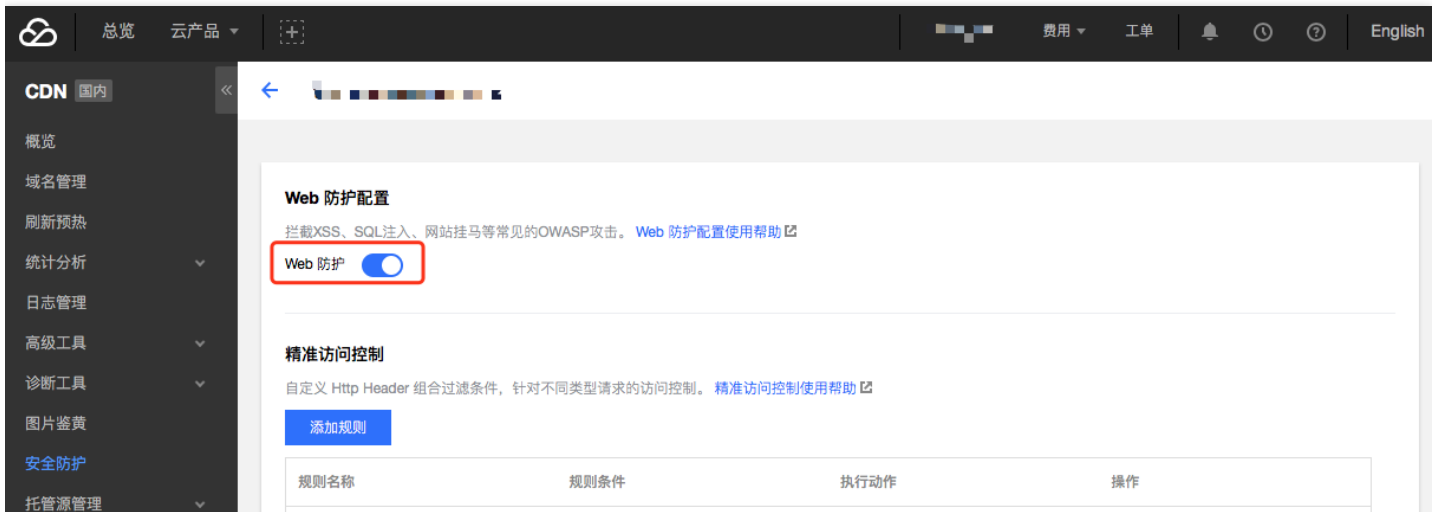 总览 云产品 费用 工单 English
CDN 国内
概览
域名管理
刷新预热
统计分析
日志管理
高级工具
诊断工具
图片鉴黄
安全防护
托管源管理
Web 防护配置
拦截XSS、SQL注入、网站挂马等常见的OWASP攻击。 Web 防护配置使用帮助
Web 防护
精准访问控制
自定义 Http Header 组合过滤条件，针对不同类型请求的访问控制。 精准访问控制使用帮助
添加规则
规则名称 规则条件 执行动作 操作